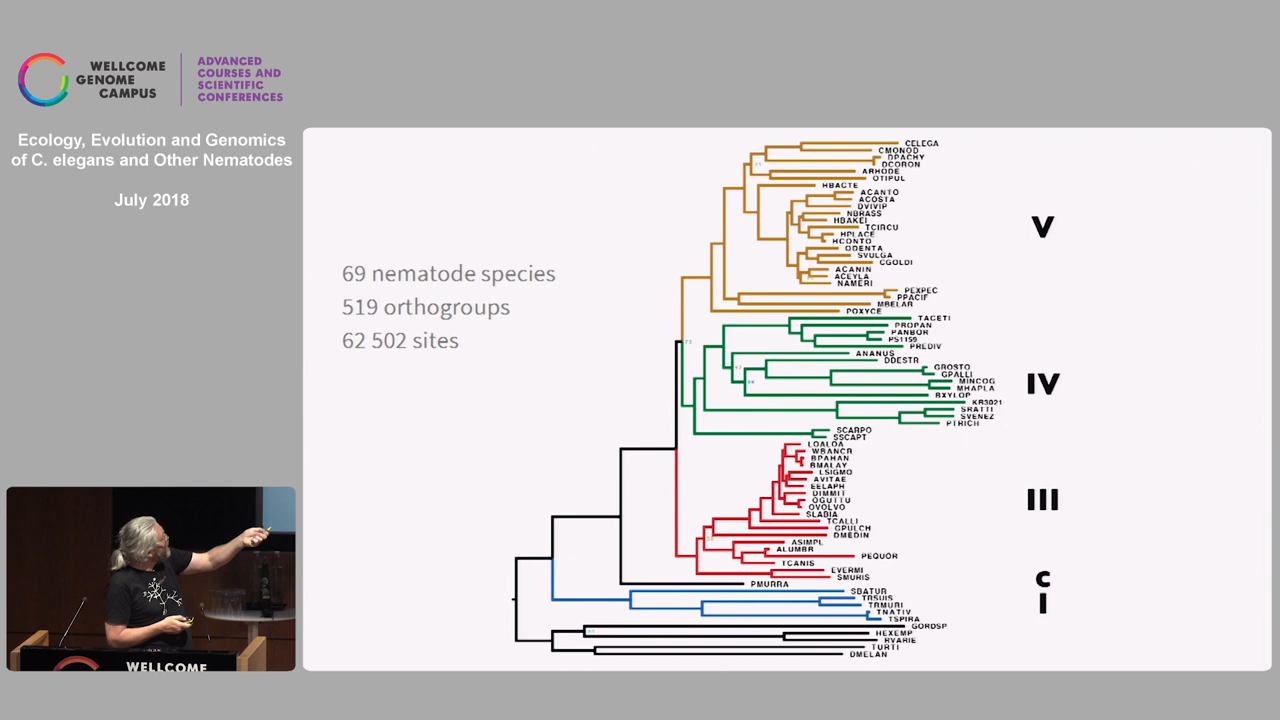 WELLCOME
GENOME
CAMPUS
ADVANCED
COURSES AND
SCIENTIFIC
CONFERENCES
Ecology, Evolution and Genomics
of C. elegans and Other Nematodes
July 2018
69 nematode species
519 orthogroups
62 502 sites
CELEGA
CMONOD
DPACHY
DCORON
ARHODE
OTIPUL
HBACTE
ACANTO
ACOSTA
DVIVIP
NBRASS
HBAKEI
TCIRCU
HPLACE
HCONTO
ODENTA
SVULGA
CGOLDI
ACANIN
ACEYLA
NAMERI
PEXPEC
PPACIF
MBELAR
POXYCE
V
TACETI
PROPAN
PANBOR
PS1159
PREDIV
ANANUS
DDESTR
GROSTO
GPALLI
MINCOG
MHAPLA
BXYLOP
KR3021
SRATTI
SVENEZ
PTRICH
SCARPO
SSCAPT
IV
LOALOA
WBANCR
BPAHAN
BMALAY
LSIGMO
AVITAE
EELAPH
DIMMIT
OGUTTU
OVOLVO
SLABIA
TCALLI
GPULCH
DMEDIN
ASIMPL
ALUMBR
PEQUOR
TCANIS
EVERMI
SMURIS
III
PMURRA
C
SBATUR
TRSUIS
TRMURI
TNATIV
TSPIRA
I
GORDSP
HEXEMP
RVARIE
TURTI
DMELAN
WELLCOME